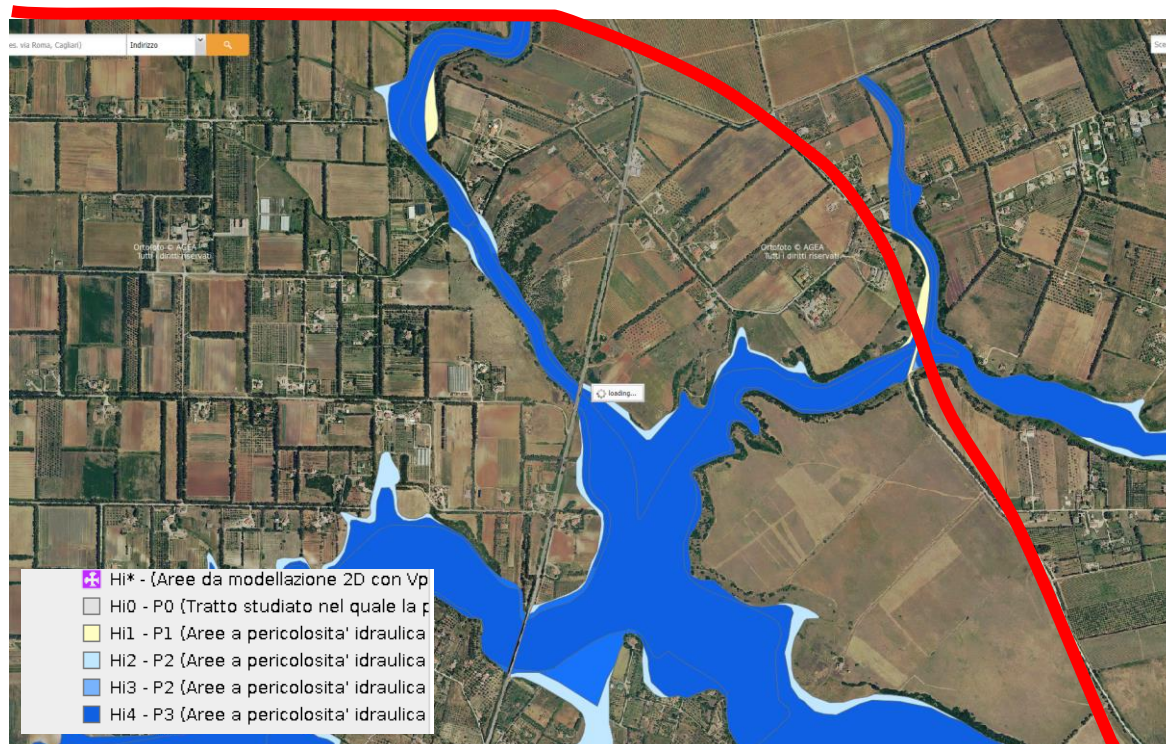 es. via Roma, Cagliari)
Indirizzo
Ortofoto © AGEA
Tutti i diritti riservati
Ortofoto © AGEA
Tutti i diritti riservati
loading...
Hi* - (Aree da modellazione 2D con Vp
Hi0 - P0 (Tratto studiato nel quale la p
Hi1 - P1 (Aree a pericolosita' idraulica
Hi2 - P2 (Aree a pericolosita' idraulica
Hi3 - P2 (Aree a pericolosita' idraulica
Hi4 - P3 (Aree a pericolosita' idraulica